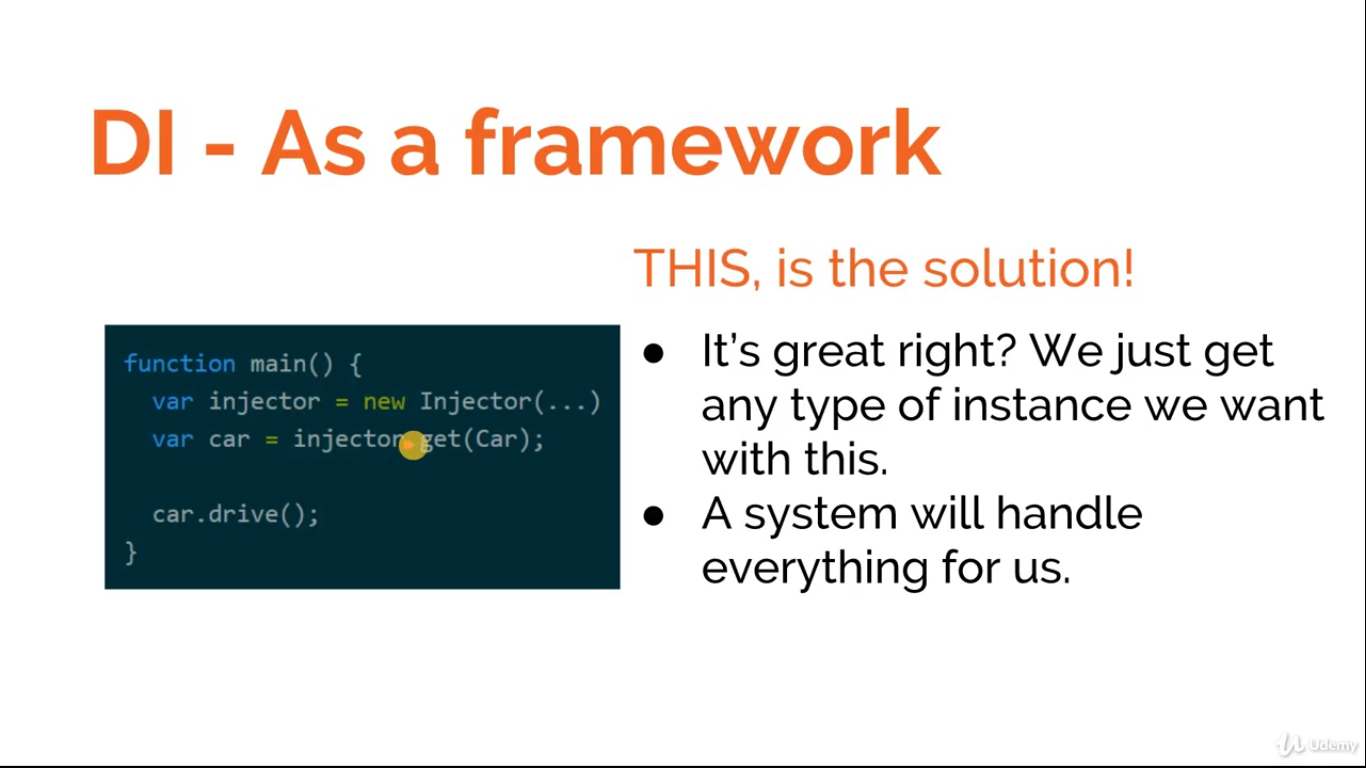 DI - As a framework
THIS, is the solution!
function main() {
var injector = new Injector(...)
var car = injector.get(Car);
car.drive();
}
● It's great right? We just get
any type of instance we want
with this.
● A system will handle
everything for us.
Udemy